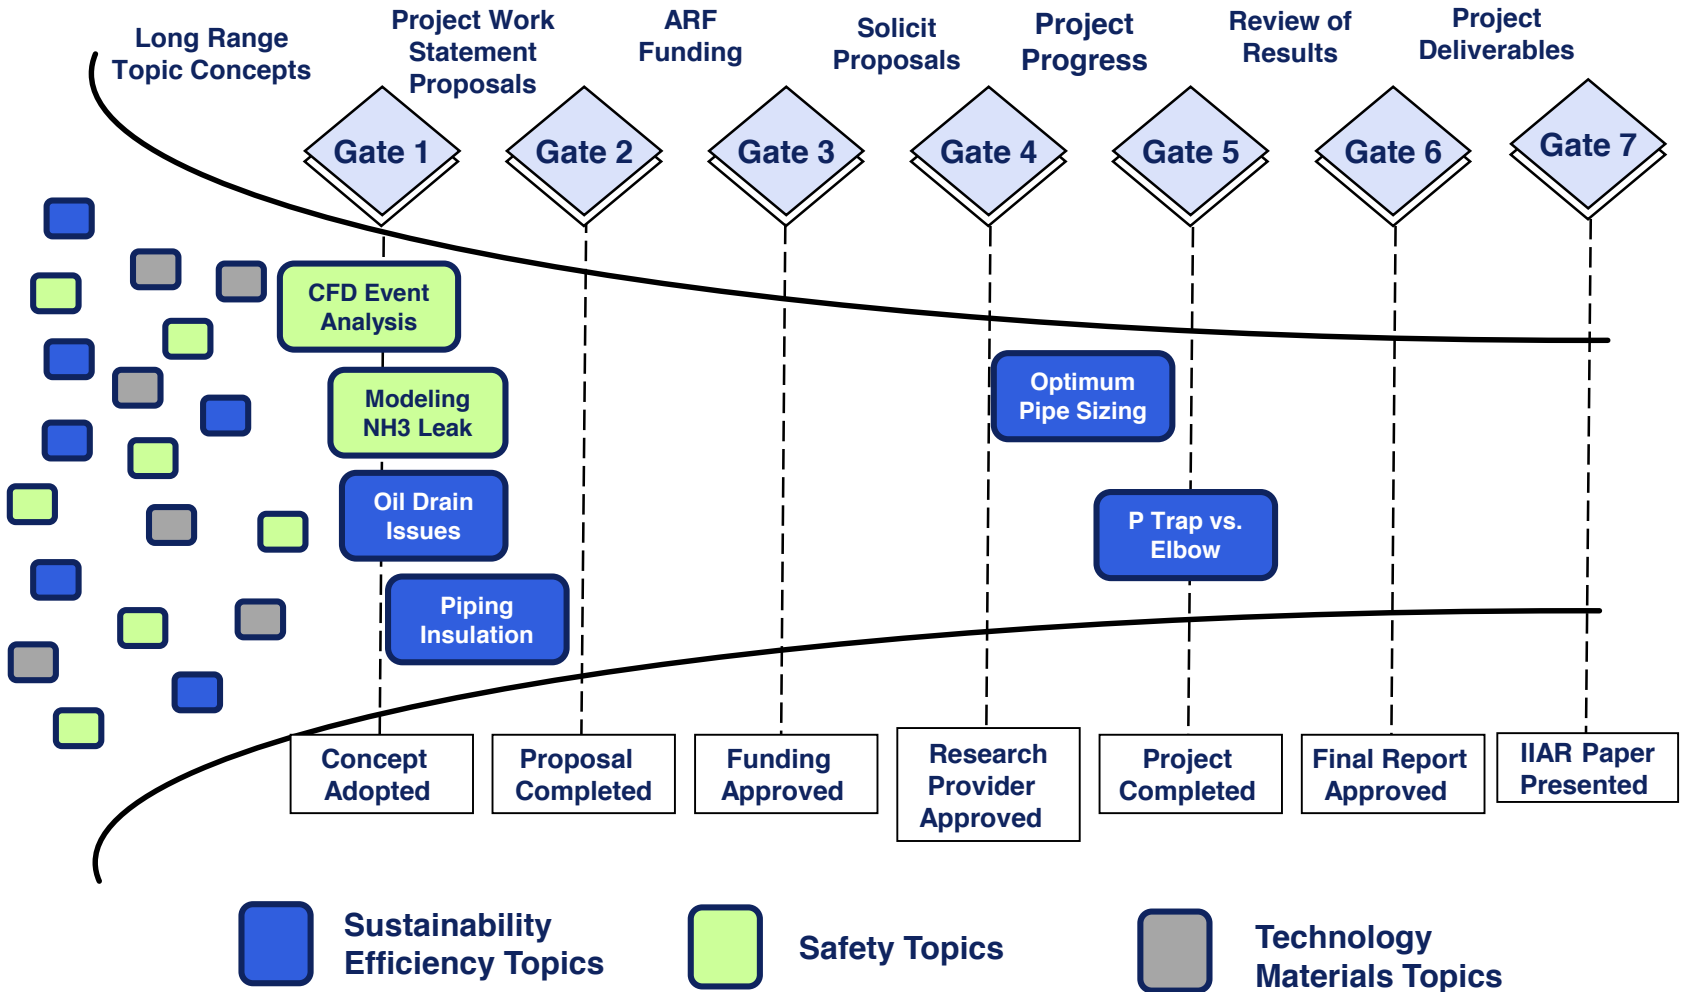 Long Range
Topic Concepts
Project Work
Statement
Proposals
ARF
Funding
Solicit
Proposals
Project
Progress
Review of
Results
Project
Deliverables
Gate 1
Gate 2
Gate 3
Gate 4
Gate 5
Gate 6
Gate 7
CFD Event
Analysis
Modeling
NH3 Leak
Oil Drain
Issues
Piping
Insulation
Optimum
Pipe Sizing
P Trap vs.
Elbow
Concept
Adopted
Proposal
Completed
Funding
Approved
Research
Provider
Approved
Project
Completed
Final Report
Approved
IIAR Paper
Presented
Sustainability
Efficiency Topics
Safety Topics
Technology
Materials Topics